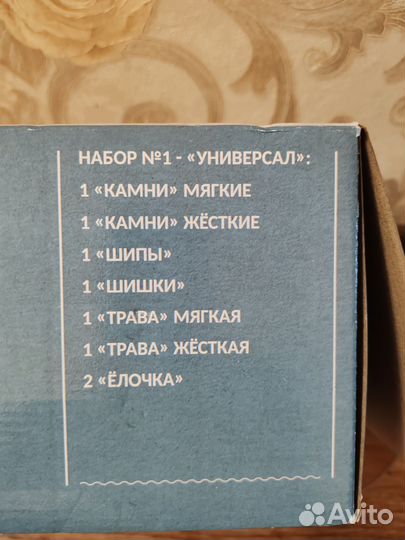 НАБОР №1 - «УНИВЕРСАЛ»:
1 «КАМНИ» МЯГКИЕ
1 «КАМНИ» ЖЁСТКИЕ
1 «ШИПЫ»
1 «ШИШКИ»
1 «ТРАВА» МЯГКАЯ
1 «ТРАВА» ЖЁСТКАЯ
2 «ЁЛОЧКА»
Avito